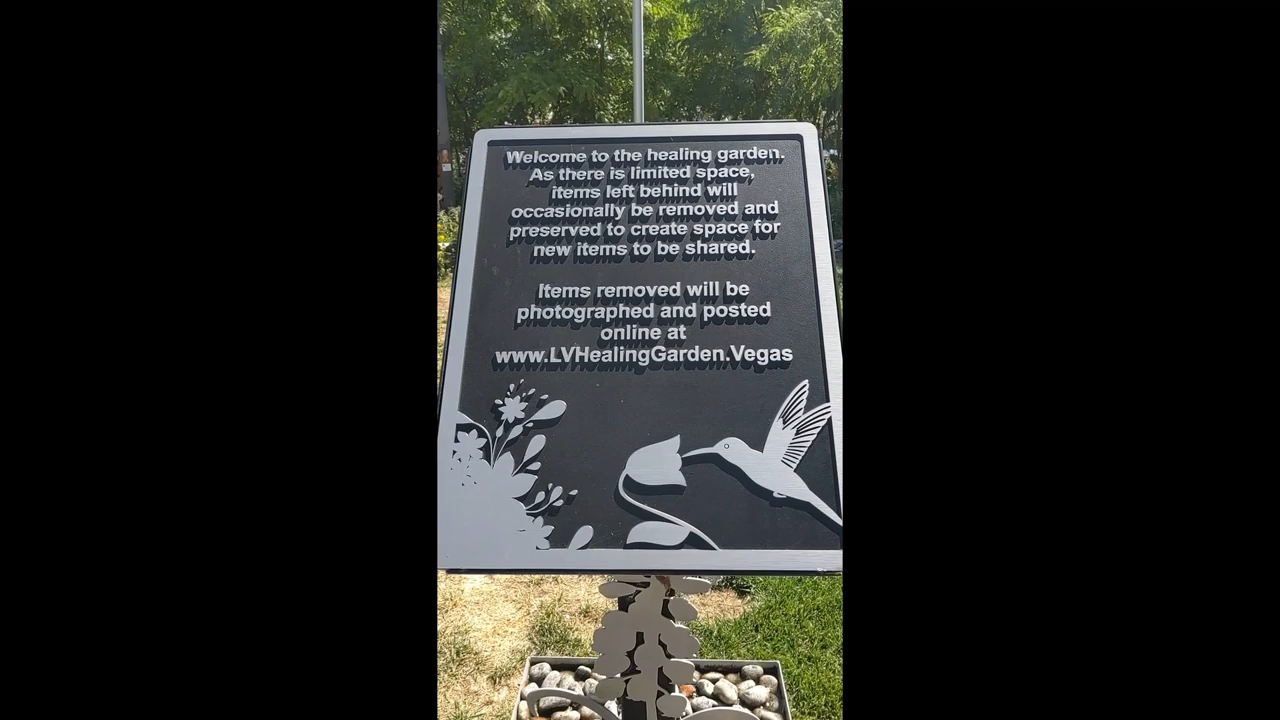 Welcome to the healing garden.
As there is limited space,
items left behind will
occasionally be removed and
preserved to create space for
new items to be shared.
Items removed will be
photographed and posted
online at
www.LVHealingGarden.Vegas